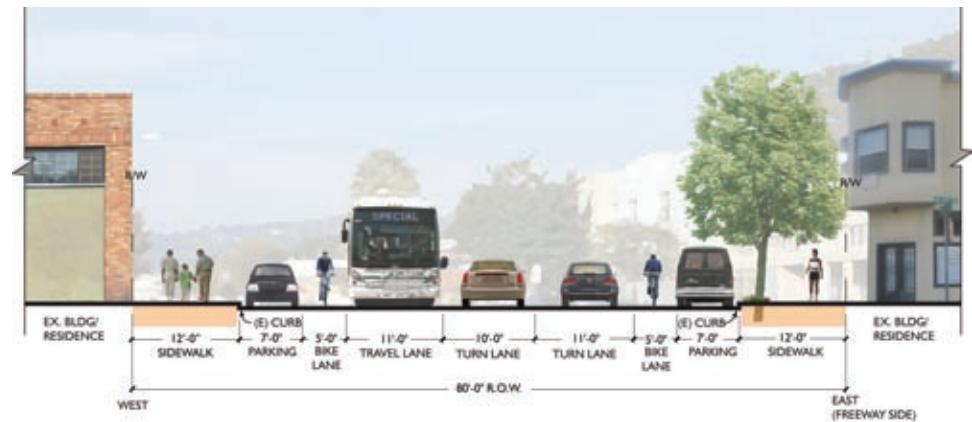 SPECIAL
R/W
R/W
EX. BLDG/
RESIDENCE
12'-0"
SIDEWALK
(E) CURB
7'-0"
PARKING
5'-0"
BIKE
LANE
11'-0"
TRAVEL LANE
10'-0"
TURN LANE
11'-0"
TURN LANE
5'-0"
BIKE
LANE
(E) CURB
7'-0"
PARKING
12'-0"
SIDEWALK
EX. BLDG/
RESIDENCE
80'-0" R.O.W.
WEST
EAST
(FREEWAY SIDE)